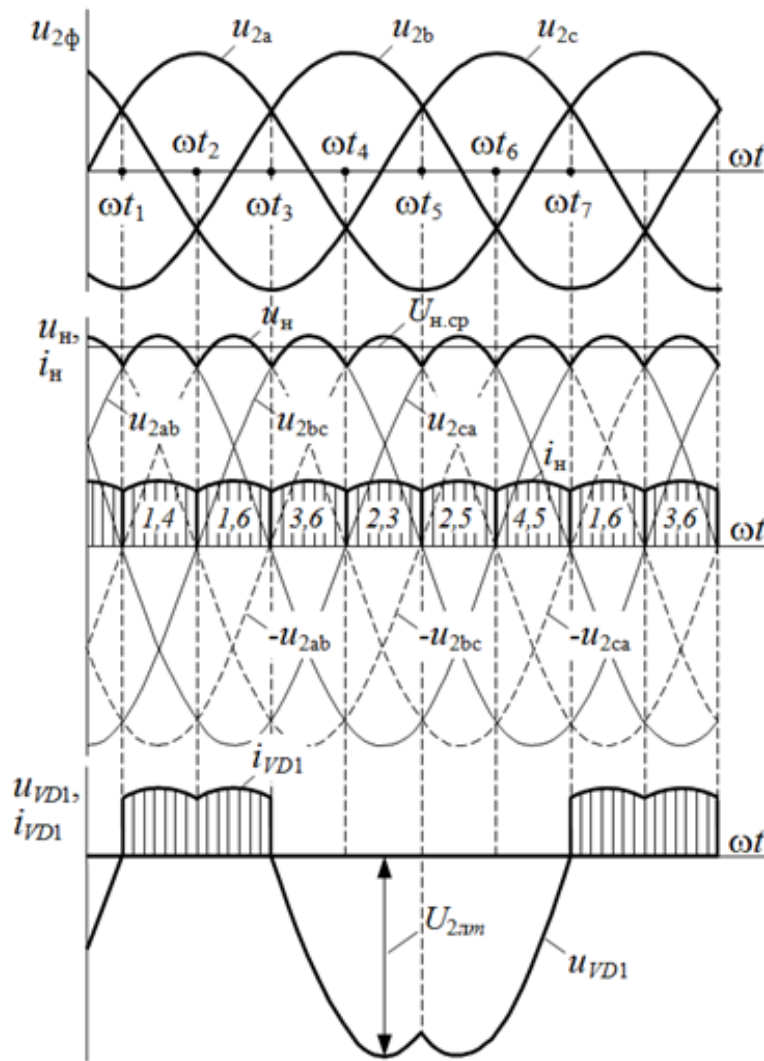 u2ф
u2a
u2b
u2c
ωt2
ωt4
ωt6
ωt
ωt1
ωt3
ωt5
ωt7
uн,
iн
uн
Uн.ср
u2ab
u2bc
u2ca
iн
1,4
1,6
3,6
2,3
2,5
4,5
1,6
3,6
ωt
-u2ab
-u2bc
-u2ca
uVD1,
iVD1
iVD1
ωt
U2лm
uVD1